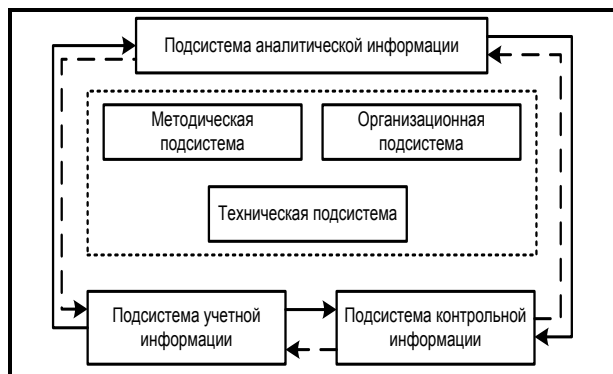 Подсистема аналитической информации
Методическая
подсистема
Организационная
подсистема
Техническая подсистема
Подсистема учетной
информации
Подсистема контрольной
информации